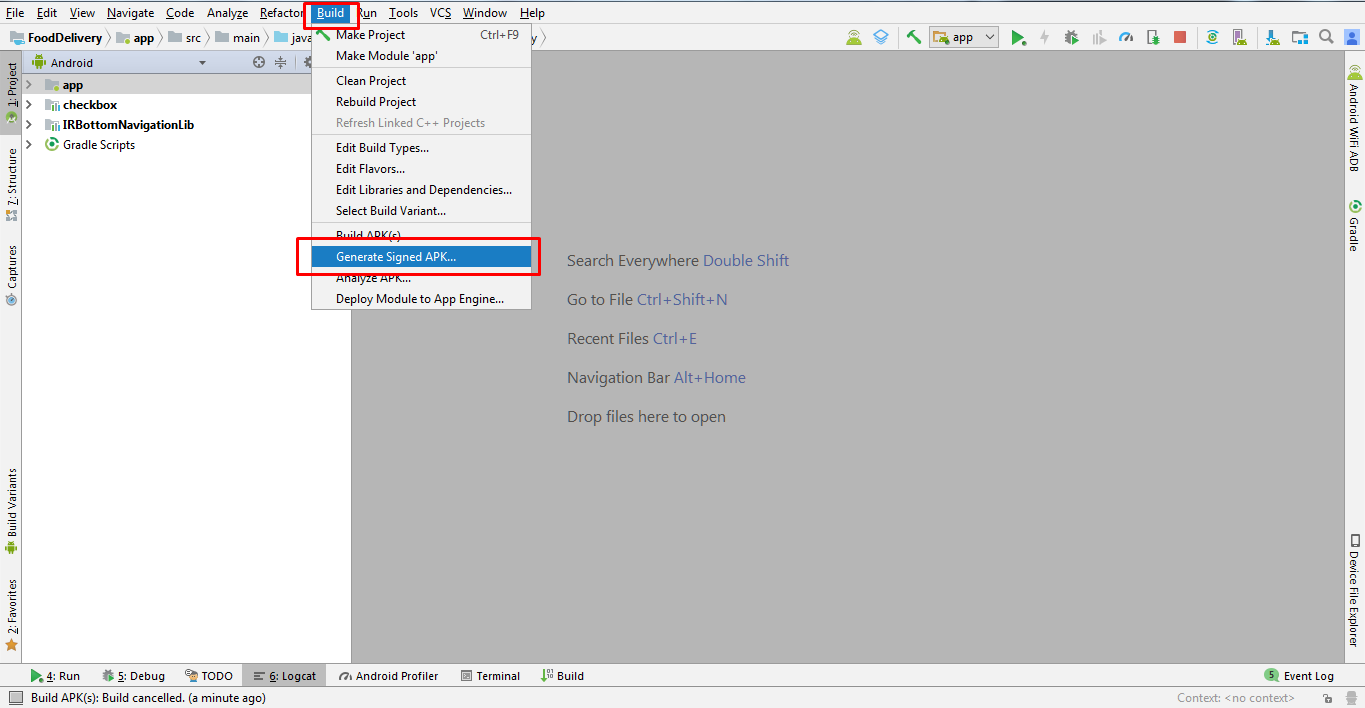 File Edit View Navigate Code Analyze Refactor Build Run Tools VCS Window Help
FoodDelivery app src main java y app
Android
app
checkbox
IRBottomNavigationLib
Gradle Scripts
1: Project
7: Structure
Captures
Build Variants
2: Favorites
Make Project Ctrl+F9
Make Module 'app'
Clean Project
Rebuild Project
Refresh Linked C++ Projects
Edit Build Types...
Edit Flavors...
Edit Libraries and Dependencies...
Select Build Variant...
Build APK(s)
Generate Signed APK...
Analyze APK...
Deploy Module to App Engine...
Search Everywhere Double Shift
Go to File Ctrl+Shift+N
Recent Files Ctrl+E
Navigation Bar Alt+Home
Drop files here to open
Android WiFi ADB
Gradle
Device File Explorer
4: Run 5: Debug TODO 6: Logcat Android Profiler Terminal Build 5 Event Log
Build APK(s): Build cancelled. (a minute ago) Context: <no context>